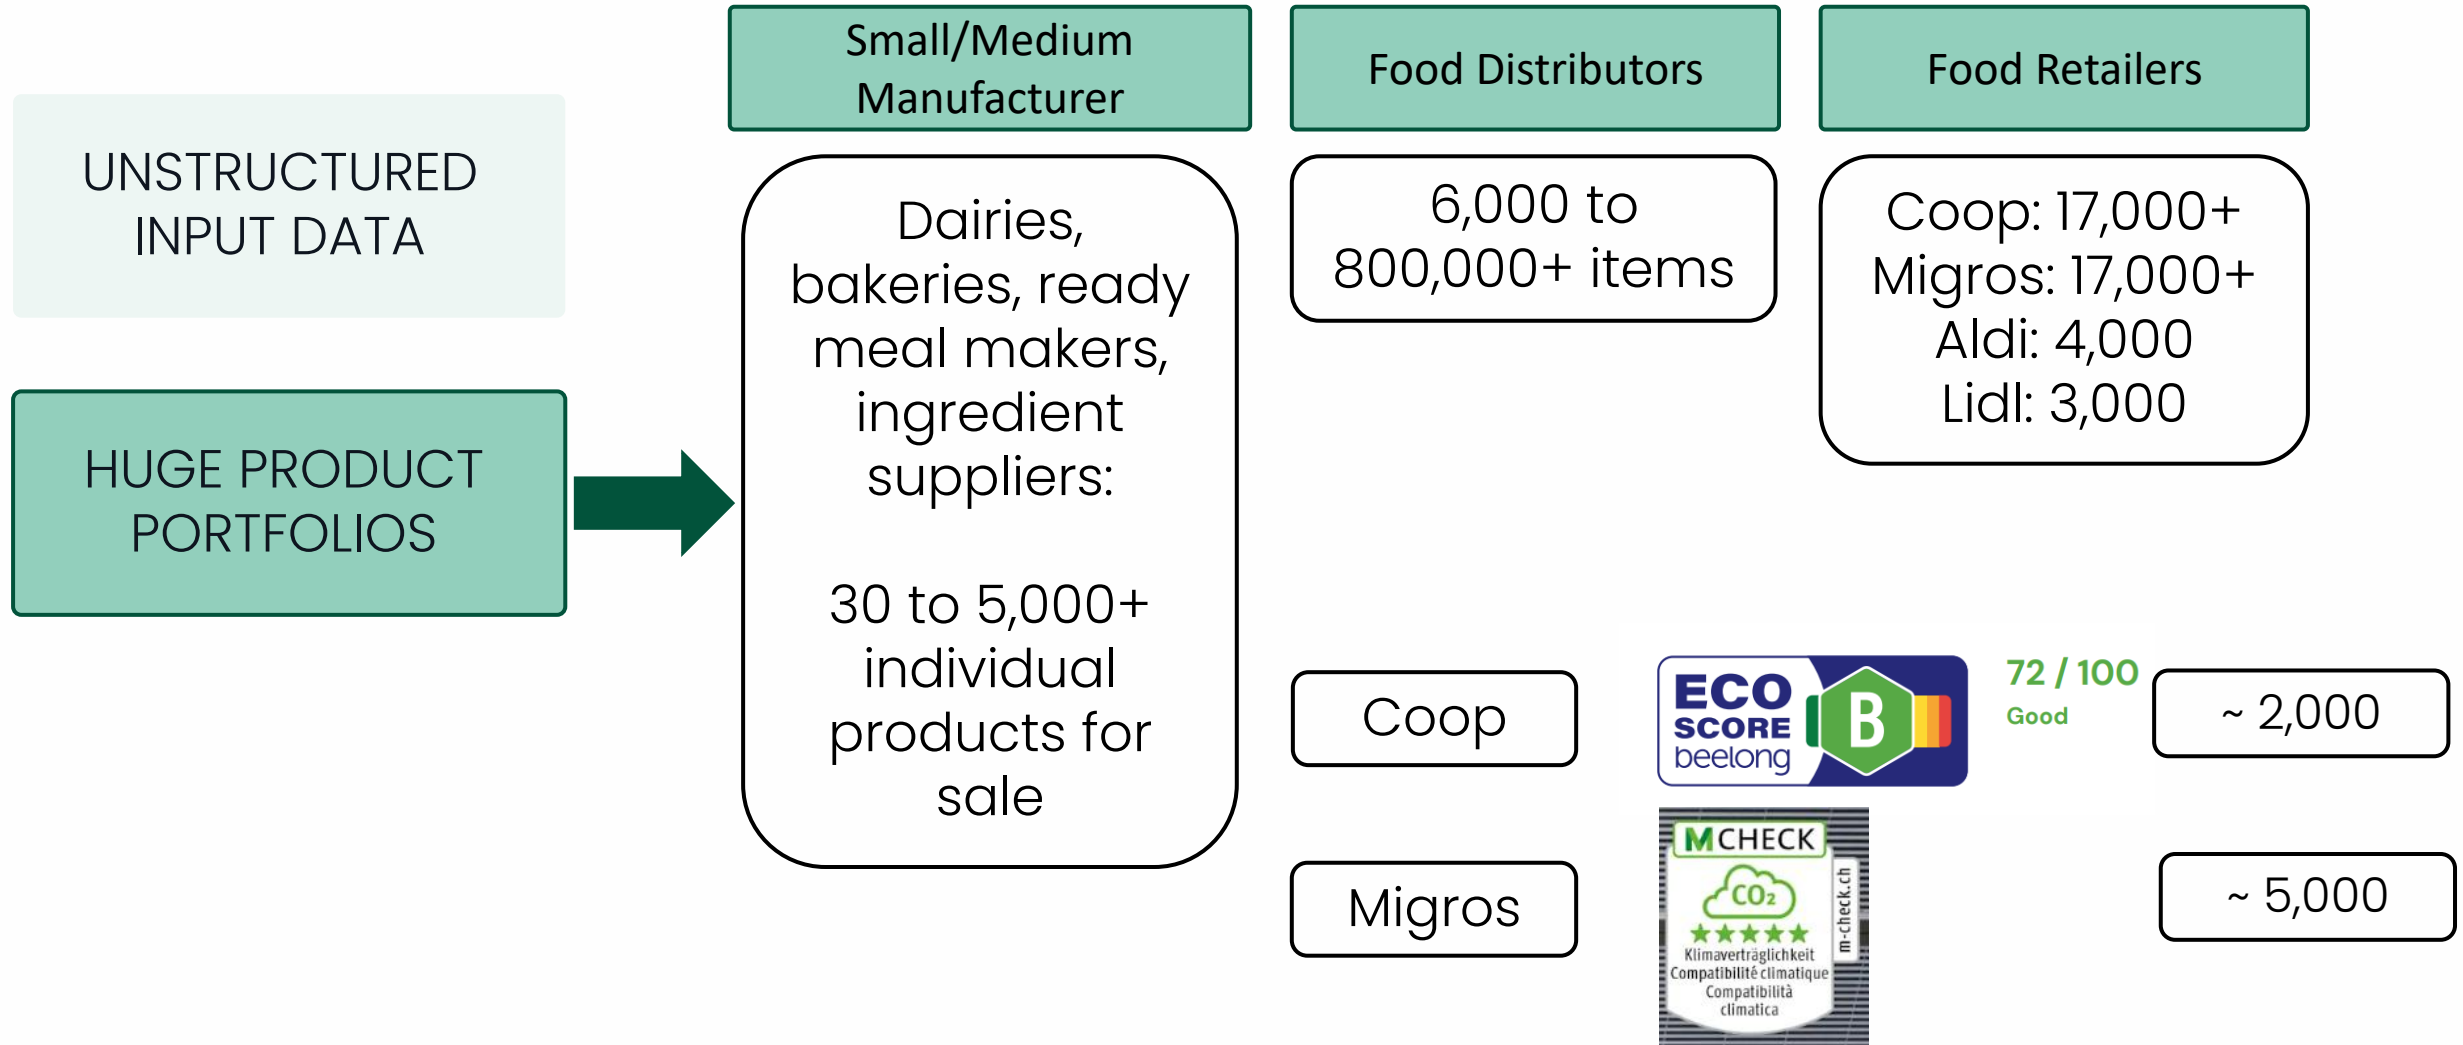 UNSTRUCTURED
INPUT DATA
HUGE PRODUCT
PORTFOLIOS
Small/Medium
Manufacturer
Dairies,
bakeries, ready
meal makers,
ingredient
suppliers:
30 to 5,000+
individual
products for
sale
Food Distributors
6,000 to
800,000+ items
Food Retailers
Coop: 17,000+
Migros: 17,000+
Aldi: 4,000
Lidl: 3,000
Coop
ECO
SCORE
beelong
B
72 / 100
Good
~ 2,000
Migros
MCHECK
CO₂
Klimaverträglichkeit
Compatibilité climatique
Compatibilità
climatica
m-check.ch
~ 5,000